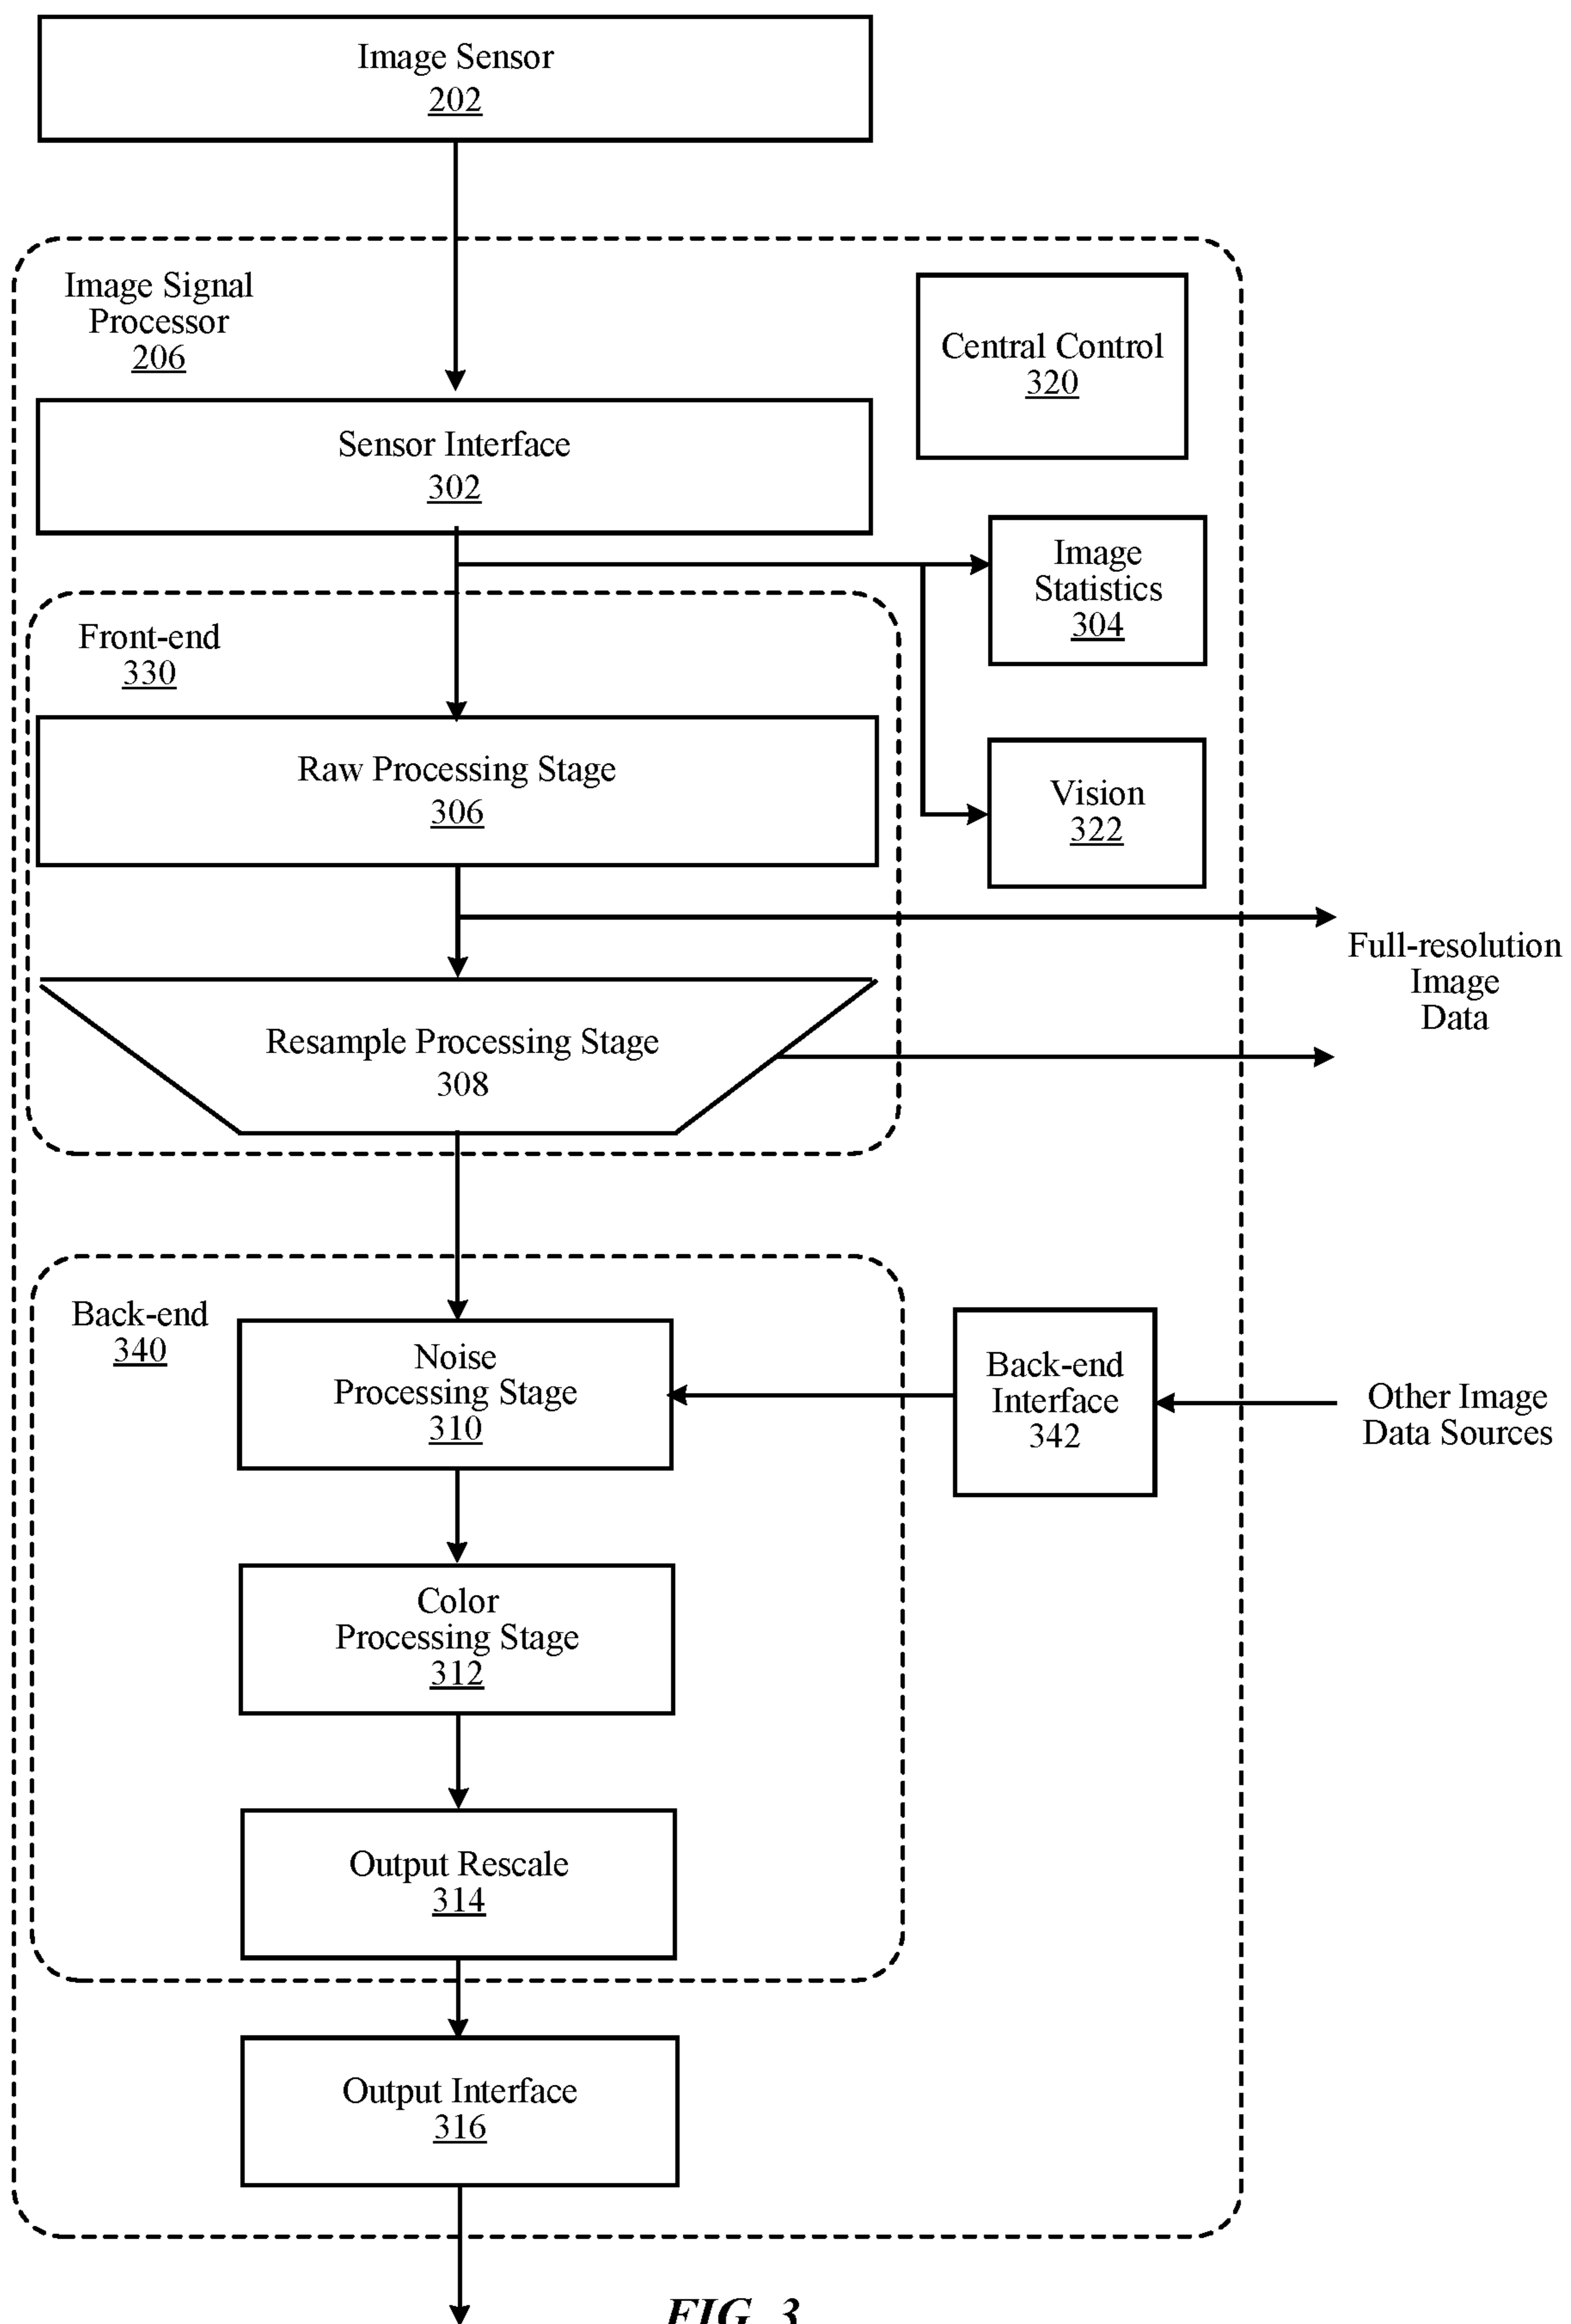 Image Sensor
202
Image Signal
Processor
206
Central Control
320
Sensor Interface
302
Image
Statistics
304
Front-end
330
Raw Processing Stage
306
Vision
322
Full-resolution
Image
Data
Resample Processing Stage
308
Back-end
340
Noise
Processing Stage
310
Back-end
Interface
342
Other Image
Data Sources
Color
Processing Stage
312
Output Rescale
314
Output Interface
316
FIG. 3